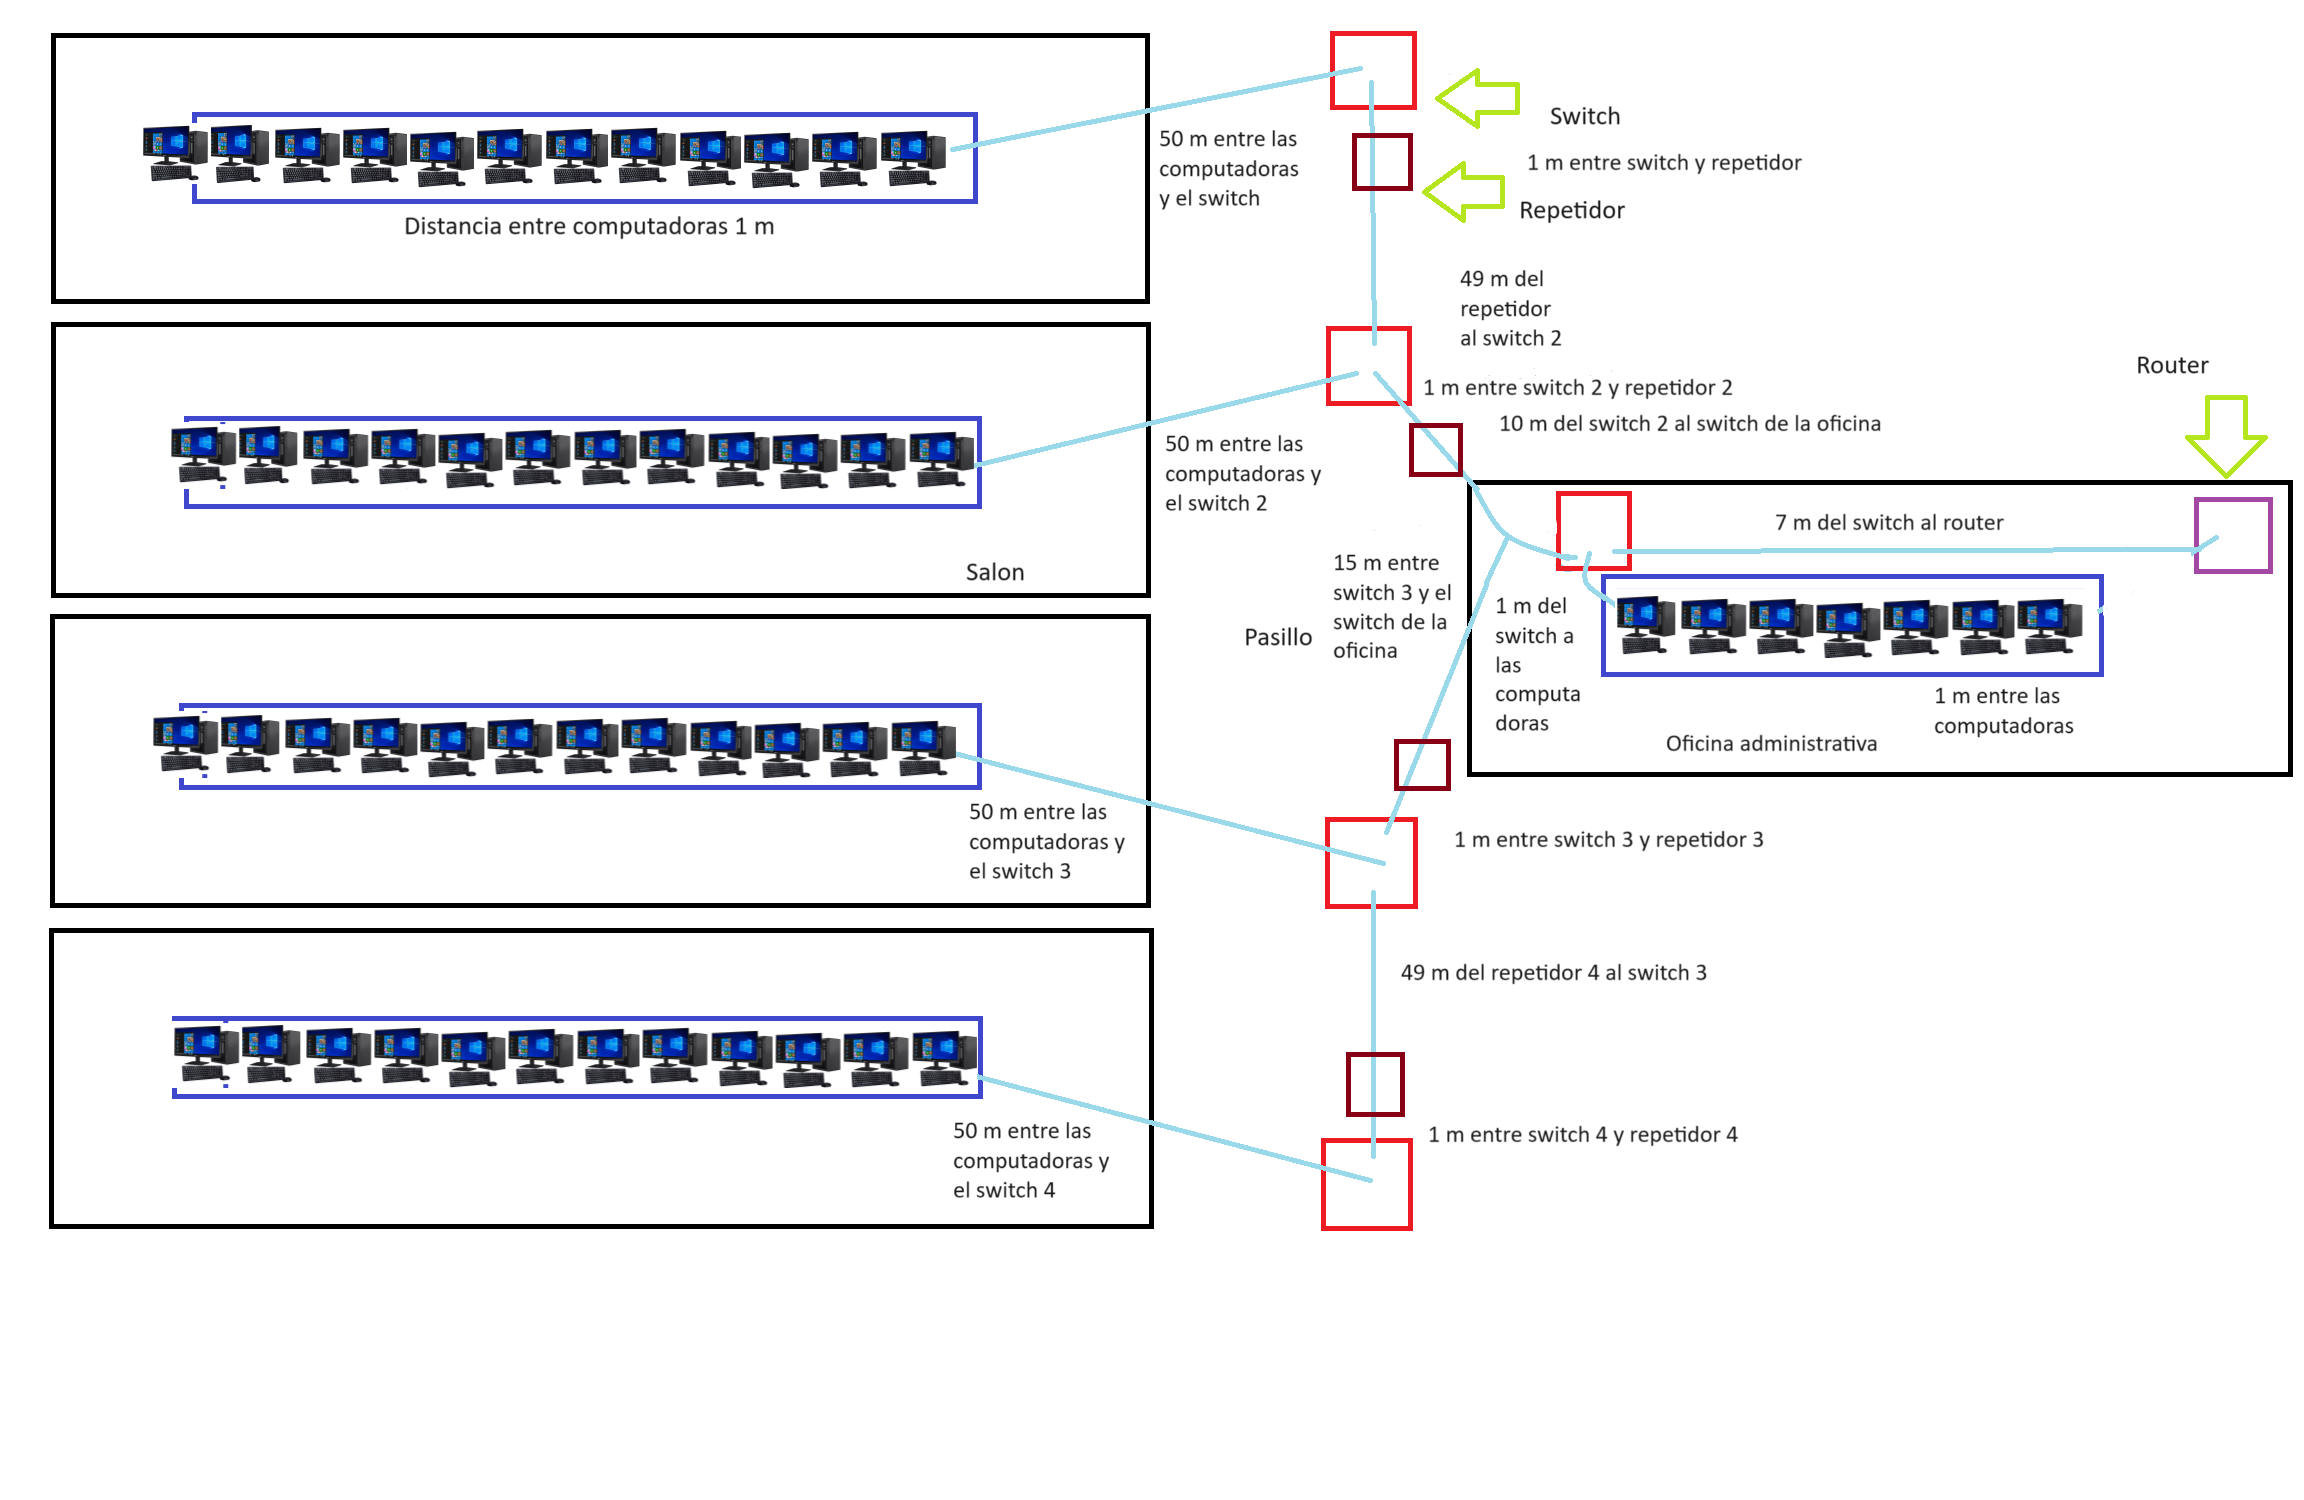 Switch
50 m entre las
computadoras
y el switch
1 m entre switch y repetidor
Repetidor
Distancia entre computadoras 1 m
49 m del
repetidor
al switch 2
Router
1 m entre switch 2 y repetidor 2
10 m del switch 2 al switch de la oficina
50 m entre las
computadoras y
el switch 2
7 m del switch al router
Salon
15 m entre
switch 3 y el
switch de la
oficina
Pasillo
1 m del
switch a
las
computa
doras
1 m entre las
computadoras
Oficina administrativa
50 m entre las
computadoras y
el switch 3
1 m entre switch 3 y repetidor 3
49 m del repetidor 4 al switch 3
50 m entre las
computadoras y
el switch 4
1 m entre switch 4 y repetidor 4